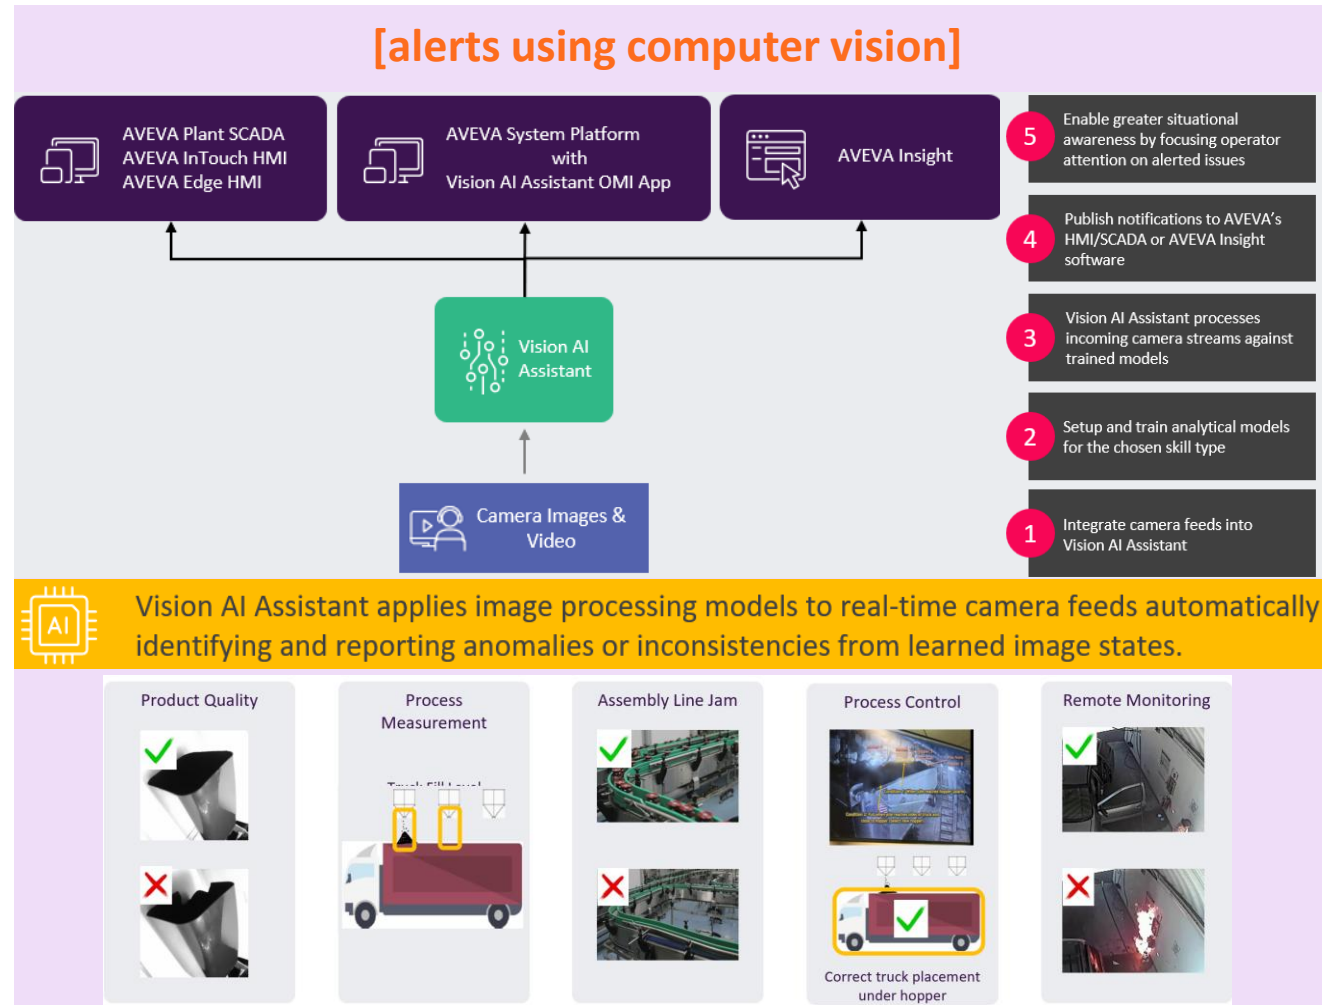 [alerts using computer vision]
AVEVA Plant SCADA
AVEVA InTouch HMI
AVEVA Edge HMI
AVEVA System Platform
with
Vision AI Assistant OMI App
AVEVA Insight
Vision AI
Assistant
Camera Images &
Video
5
Enable greater situational
awareness by focusing operator
attention on alerted issues
4
Publish notifications to AVEVA's
HMI/SCADA or AVEVA Insight
software
3
Vision AI Assistant processes
incoming camera streams against
trained models
2
Setup and train analytical models
for the chosen skill type
1
Integrate camera feeds into
Vision AI Assistant
AI
Vision AI Assistant applies image processing models to real-time camera feeds automatically
identifying and reporting anomalies or inconsistencies from learned image states.
Product Quality
Process
Measurement
Truck Fill Level
Assembly Line Jam
Process Control
Correct truck placement
under hopper
Remote Monitoring